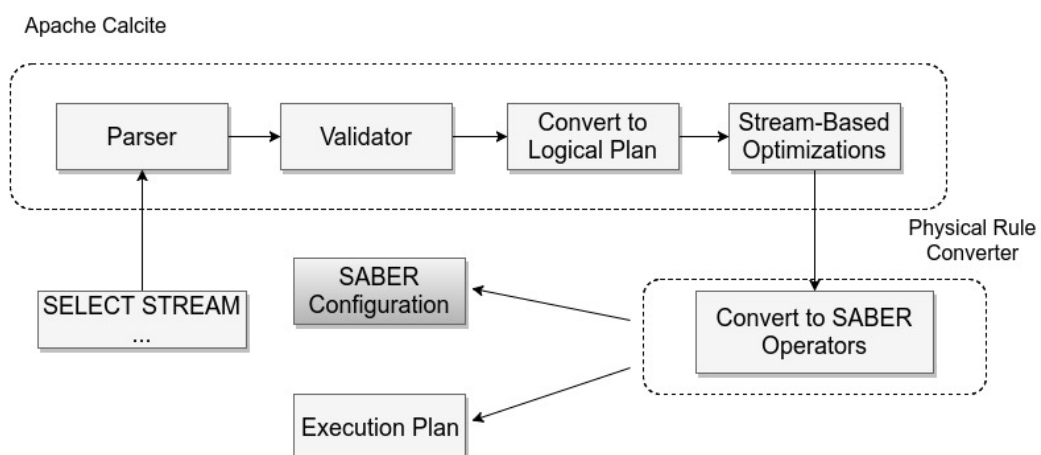 Apache Calcite
Parser
Validator
Convert to
Logical Plan
Stream-Based
Optimizations
Physical Rule
Converter
SELECT STREAM
...
SABER
Configuration
Convert to SABER
Operators
Execution Plan